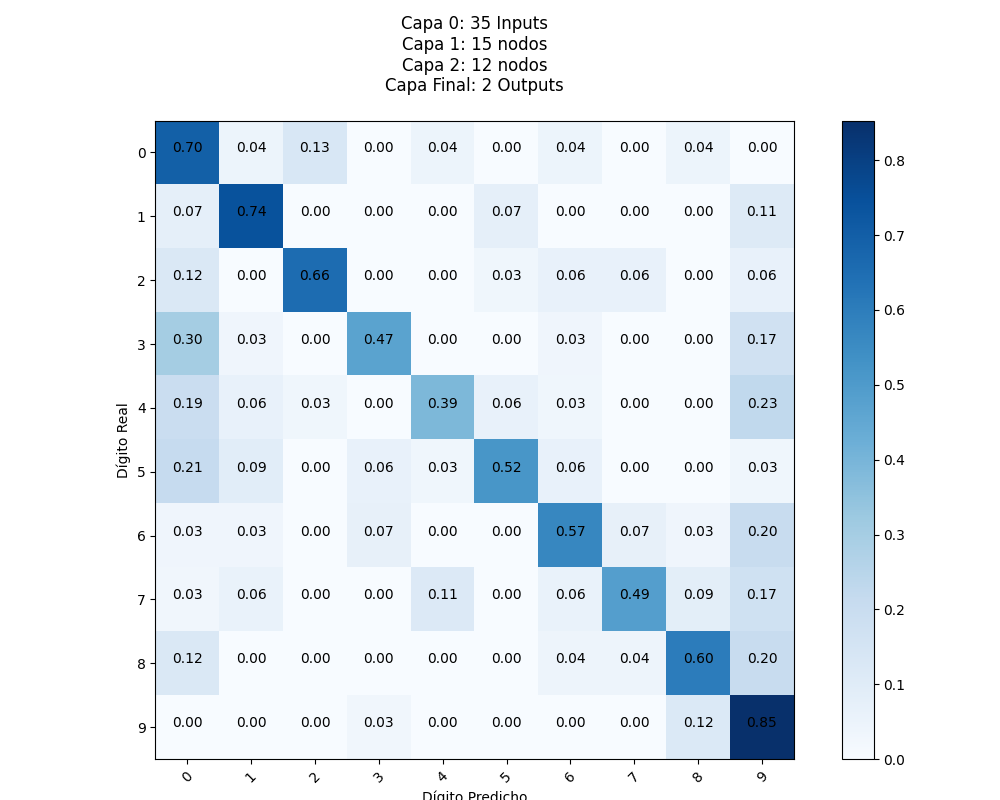 Capa 0: 35 Inputs
Capa 1: 15 nodos
Capa 2: 12 nodos
Capa Final: 2 Outputs
0 0.70 0.04 0.13 0.00 0.04 0.00 0.04 0.00 0.04 0.00
1 0.07 0.74 0.00 0.00 0.00 0.07 0.00 0.00 0.00 0.11
2 0.12 0.00 0.66 0.00 0.00 0.03 0.06 0.06 0.00 0.06
3 0.30 0.03 0.00 0.47 0.00 0.00 0.03 0.00 0.00 0.17
4 0.19 0.06 0.03 0.00 0.39 0.06 0.03 0.00 0.00 0.23
5 0.21 0.09 0.00 0.06 0.03 0.52 0.06 0.00 0.00 0.03
6 0.03 0.03 0.00 0.07 0.00 0.00 0.57 0.07 0.03 0.20
7 0.03 0.06 0.00 0.00 0.11 0.00 0.06 0.49 0.09 0.17
8 0.12 0.00 0.00 0.00 0.00 0.00 0.04 0.04 0.60 0.20
9 0.00 0.00 0.00 0.03 0.00 0.00 0.00 0.00 0.12 0.85
0 1 2 3 4 5 6 7 8 9
Dígito Real
Dígito Predicho
0.8
0.7
0.6
0.5
0.4
0.3
0.2
0.1
0.0